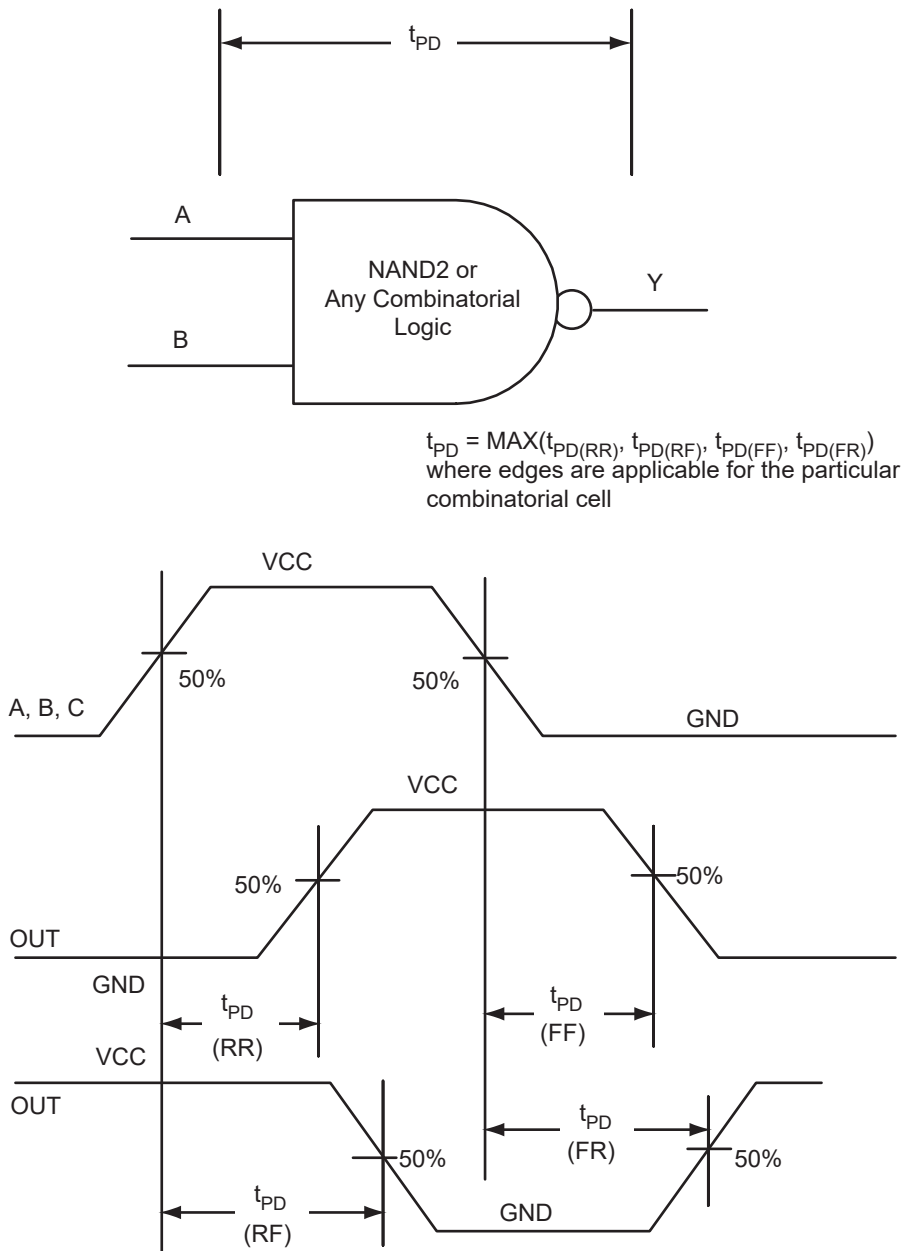 tPD
A
B
NAND2 or
Any Combinatorial
Logic
Y
tPD = MAX(tPD(RR), tPD(RF), tPD(FF), tPD(FR))
where edges are applicable for the particular
combinatorial cell
VCC
50%
50%
A, B, C
GND
VCC
50%
50%
OUT
GND
tPD
(RR)
tPD
(FF)
VCC
OUT
tPD
(FR)
50%
50%
tPD
(RF)
GND